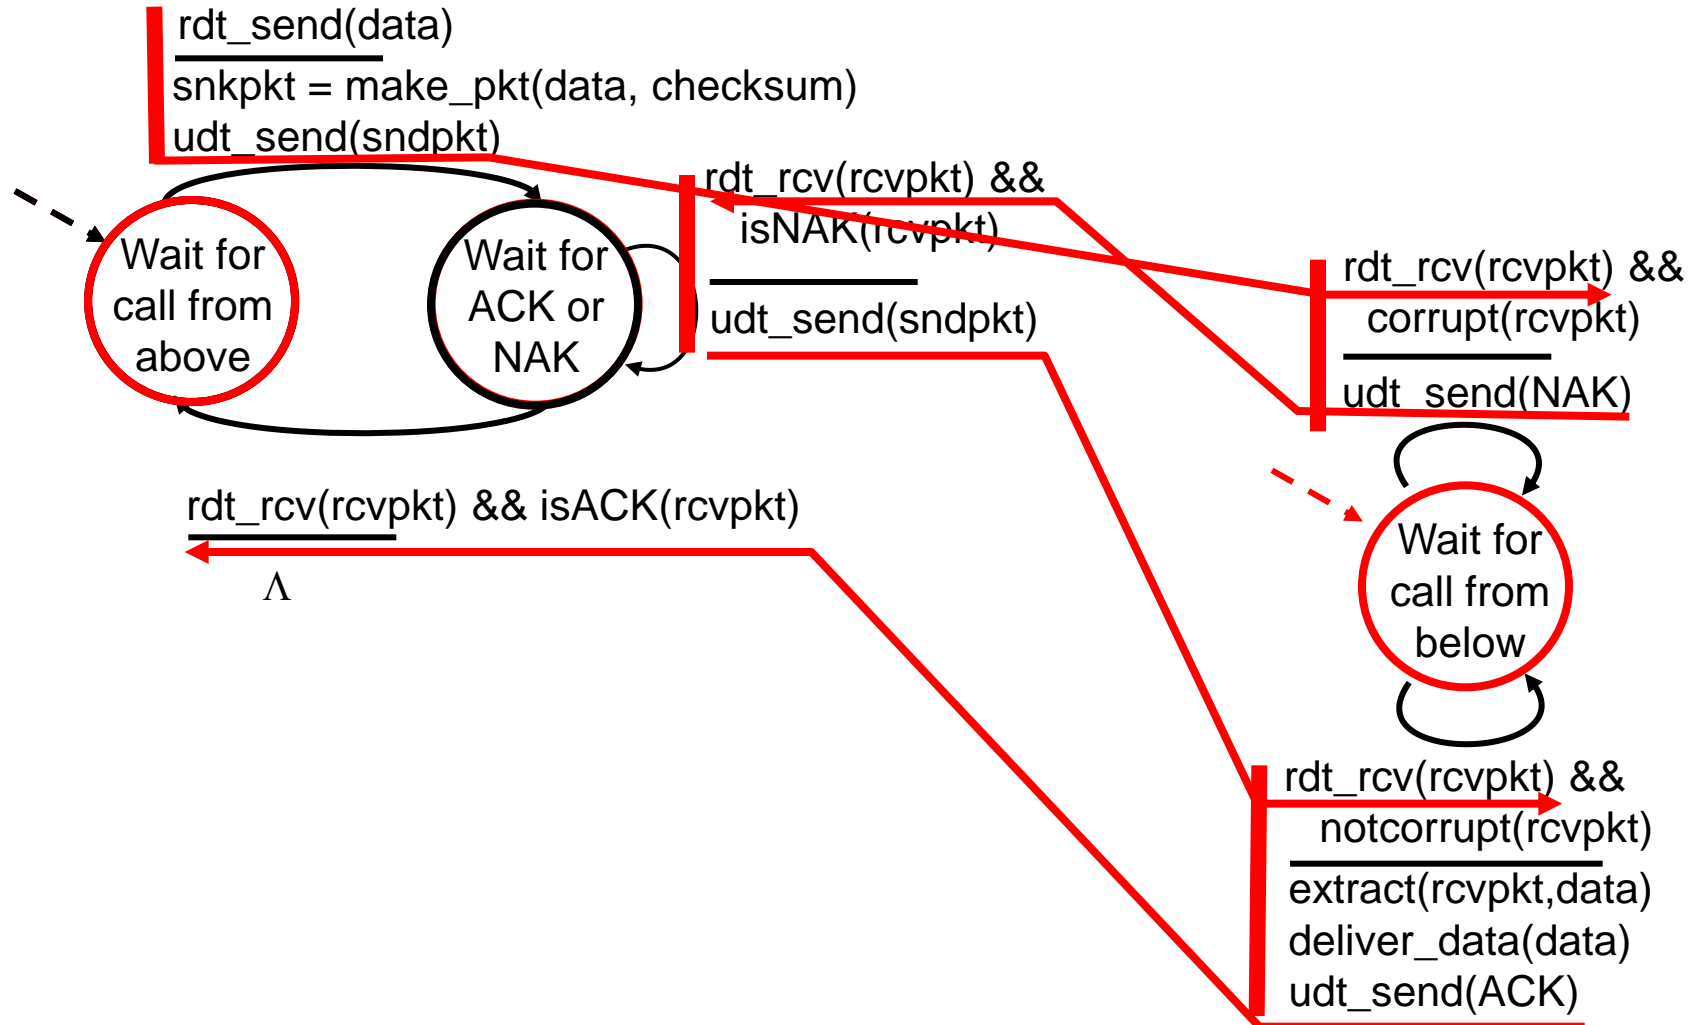 rdt_send(data)
snkpkt = make_pkt(data, checksum)
udt_send(sndpkt)
rdt_rcv(rcvpkt) &&
isNAK(rcvpkt)
udt_send(sndpkt)
Wait for
call from
above
Wait for
ACK or
NAK
rdt_rcv(rcvpkt) &&
corrupt(rcvpkt)
udt_send(NAK)
rdt_rcv(rcvpkt) && isACK(rcvpkt)
Λ
Wait for
call from
below
rdt_rcv(rcvpkt) &&
notcorrupt(rcvpkt)
extract(rcvpkt,data)
deliver_data(data)
udt_send(ACK)